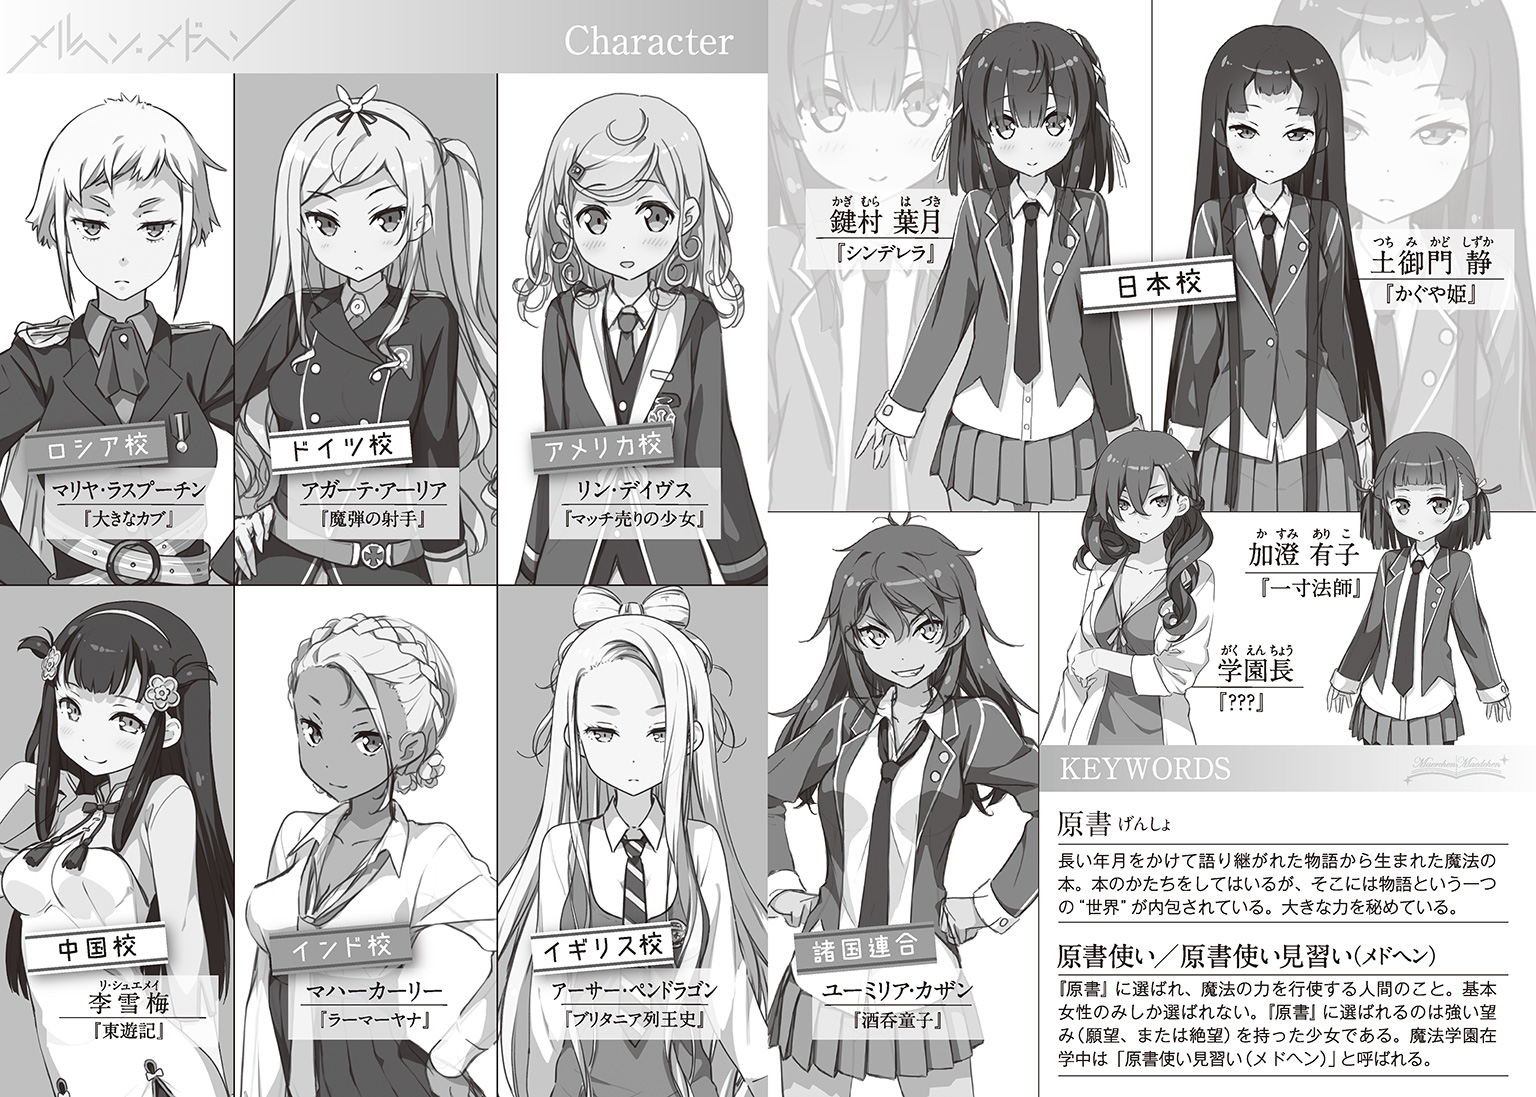 メルヘン・メドヘン
Character
ロシア校
マリヤ・ラスプーチン
『大きなカブ』
ドイツ校
アガーテ・アーリア
『魔弾の射手』
アメリカ校
リン・デイヴス
『マッチ売りの少女』
中国校
リ・シュエメイ
李雪梅
『東遊記』
インド校
マハーカーリー
『ラーマーヤナ』
イギリス校
アーサー・ペンドラゴン
『ブリタニア列王史』
かぎ むら は づき
鍵村 葉月
『シンデレラ』
日本校
つち み かど しずか
土御門 静
『かぐや姫』
諸国連合
ユーミリア・カザン
『酒呑童子』
か すみ あり こ
加澄 有子
『一寸法師』
がく えん ちょう
学園長
『???』
KEYWORDS
Maerchen Maedchen
原書 げんしょ
長い年月をかけて語り継がれた物語から生まれた魔法の
本。本のかたちをしてはいるが、そこには物語という一つ
の“世界”が内包されている。大きな力を秘めている。
原書使い／原書使い見習い（メドヘン）
『原書』に選ばれ、魔法の力を行使する人間のこと。基本
女性のみしか選ばれない。『原書』に選ばれるのは強い望
み（願望、または絶望）を持った少女である。魔法学園在
学中は「原書使い見習い（メドヘン）」と呼ばれる。